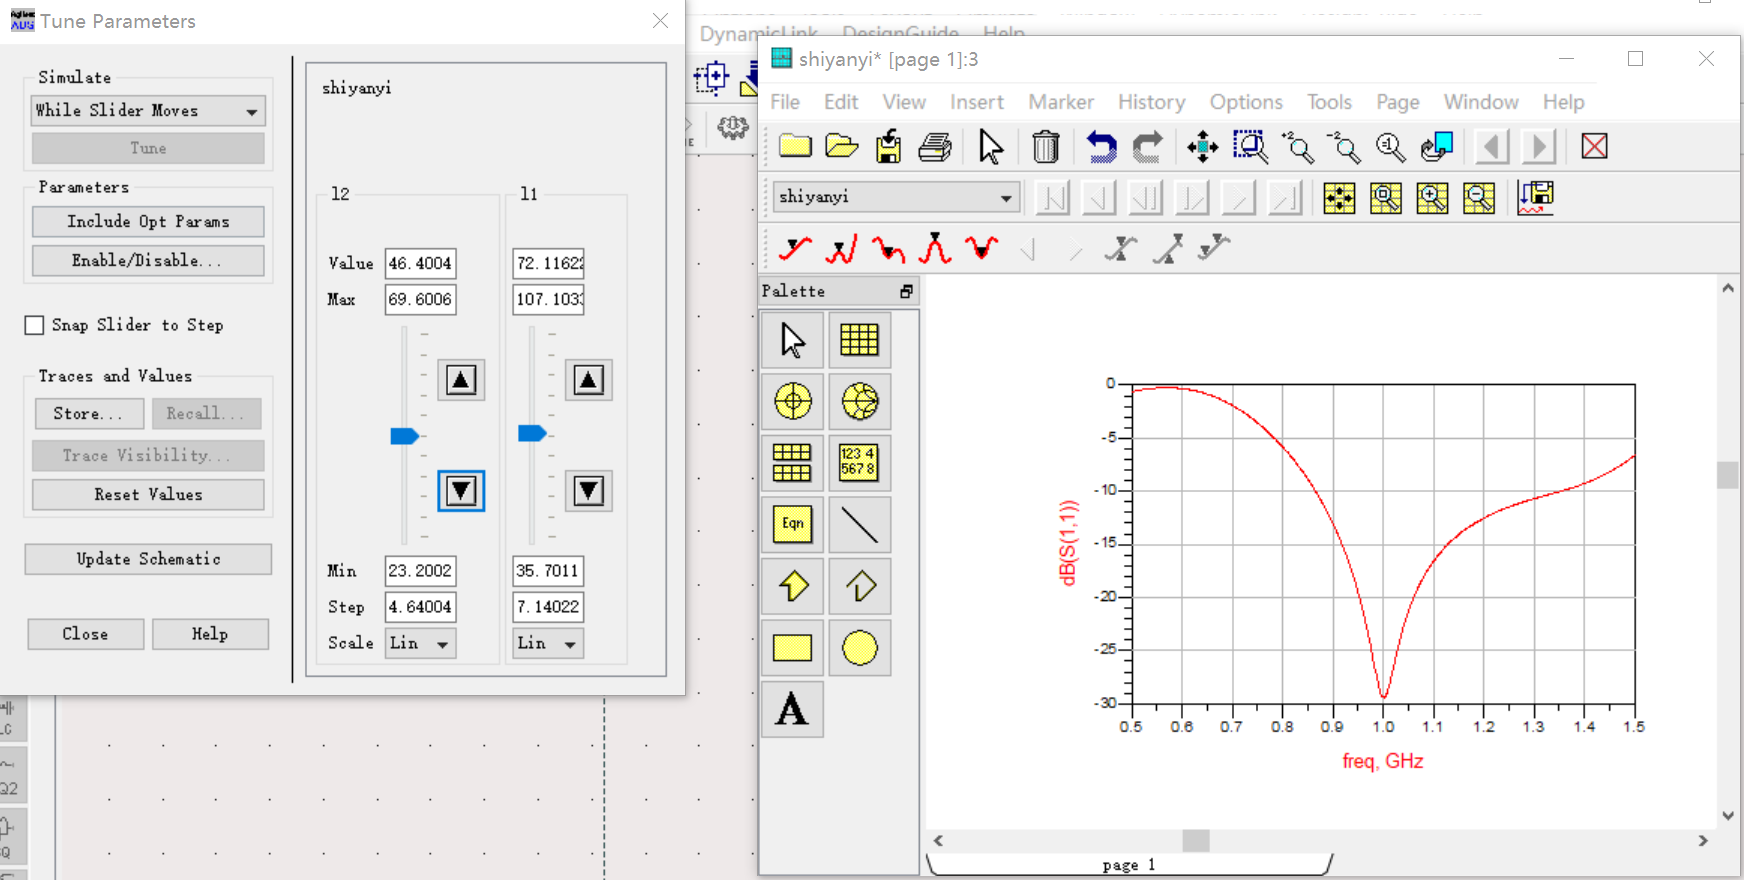 Tune Parameters
Simulate
While Slider Moves
Tune
Parameters
Include Opt Params
Enable/Disable...
Snap Slider to Step
Traces and Values
Store...
Recall...
Trace Visibility...
Reset Values
Update Schematic
Close
Help
shiyanyi
l2
l1
Value
46.4004
72.11622
Max
69.6006
107.103
Min
23.2002
35.7011
Step
4.64004
7.14022
Scale
Lin
Lin
DynamicLink
DesignGuide
Help
shiyanyi* [page 1]:3
File
Edit
View
Insert
Marker
History
Options
Tools
Page
Window
Help
shiyanyi
Palette
123 4
567 8
Eqn
A
0
-5
-10
-15
-20
-25
-30
dB(S(1,1))
0.5
0.6
0.7
0.8
0.9
1.0
1.1
1.2
1.3
1.4
1.5
freq, GHz
page 1